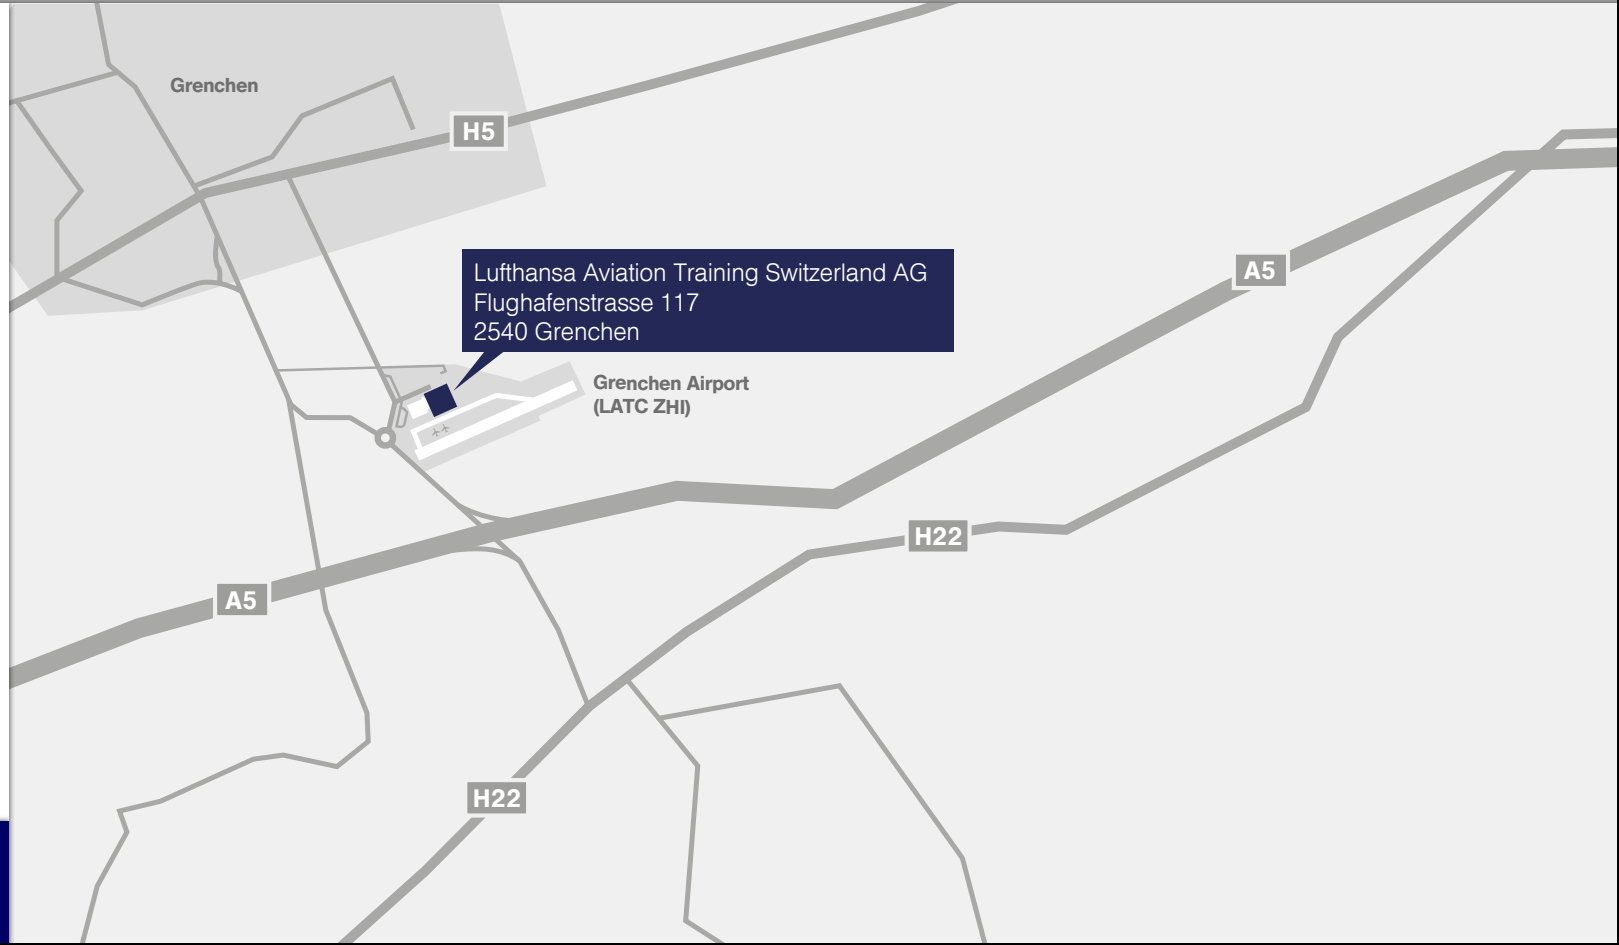 Grenchen
H5
Lufthansa Aviation Training Switzerland AG
Flughafenstrasse 117
2540 Grenchen
A5
Grenchen Airport
(LATC ZHI)
H22
A5
H22